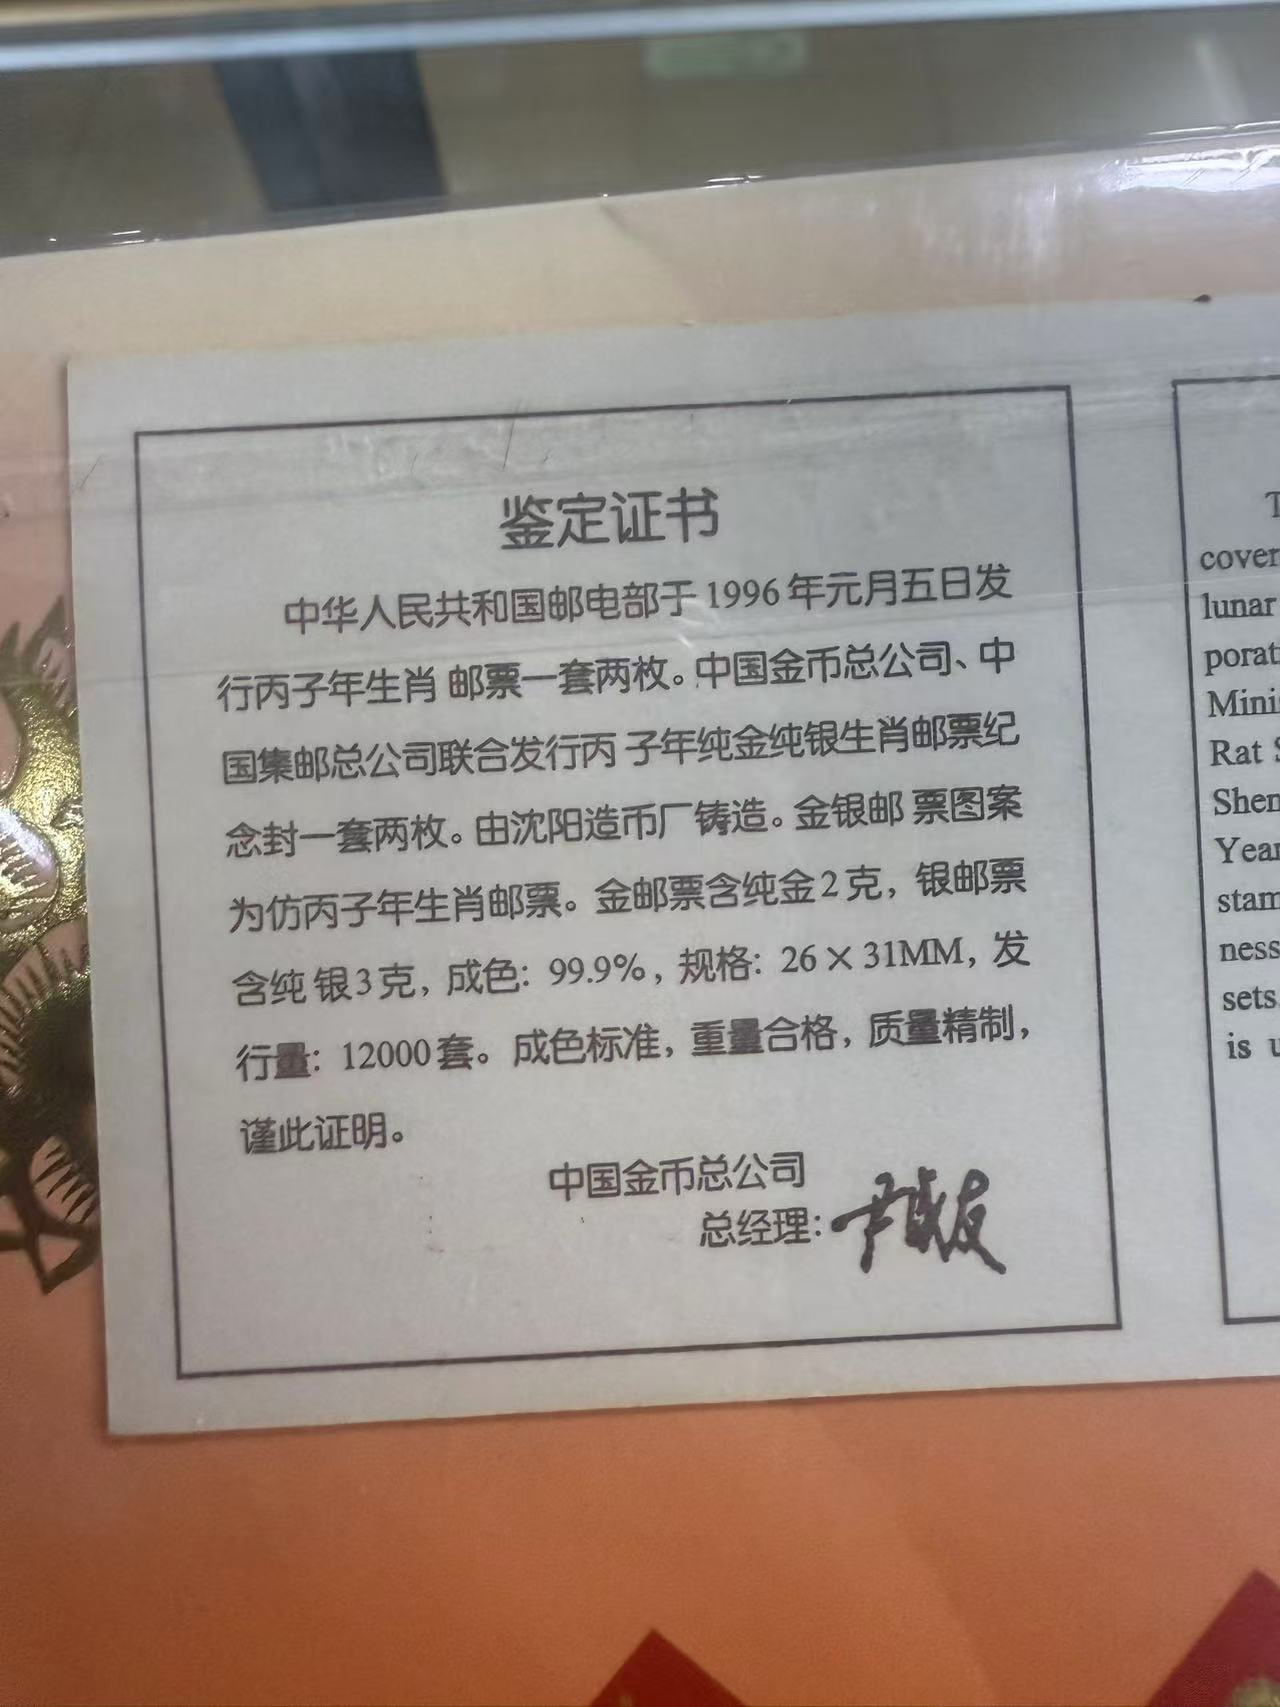 鉴定证书
中华人民共和国邮电部于1996年元月五日发
行丙子年生肖邮票一套两枚。中国金币总公司、中
国集邮总公司联合发行丙子年纯金纯银生肖邮票纪
念封一套两枚。由沈阳造币厂铸造。金银邮票图案
为仿丙子年生肖邮票。金邮票含纯金2克，银邮票
含纯银3克，成色：99.9%，规格：26×31MM，发
行量：12000套。成色标准，重量合格，质量精制，
谨此证明。
中国金币总公司
总经理：
cover
lunar
porat
Minis
Rat S
Shen
Year
stam
ness
sets
is u